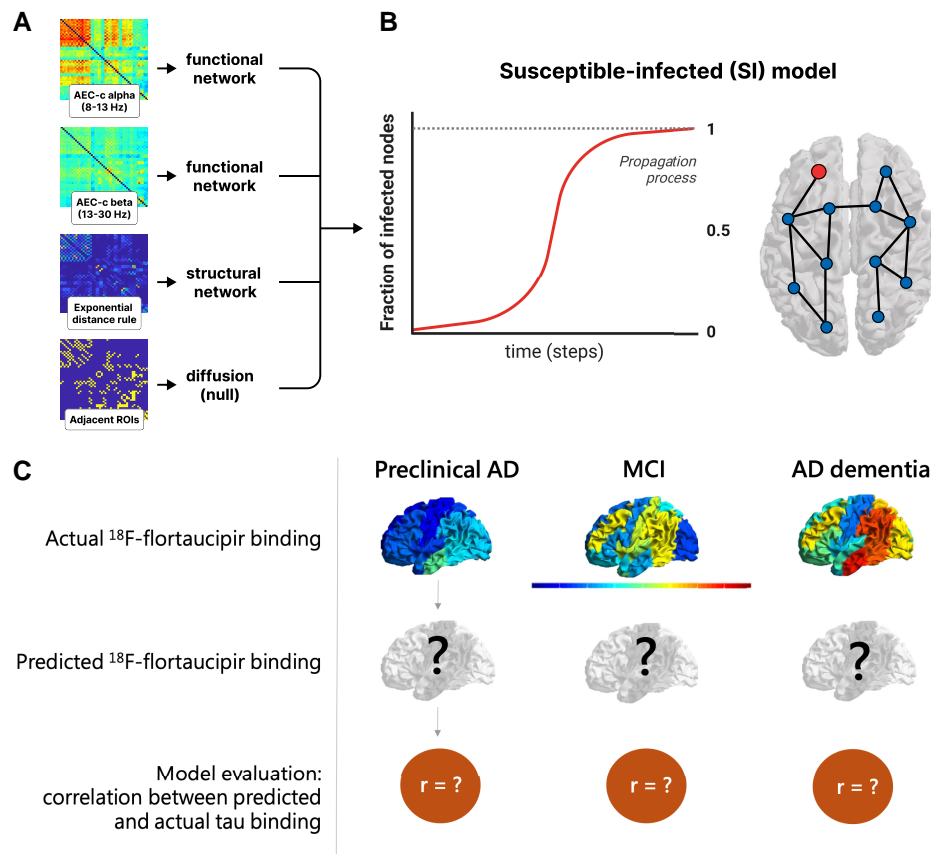 A
AEC-c alpha
(8-13 Hz)
functional
network
AEC-c beta
(13-30 Hz)
functional
network
Exponential
distance rule
structural
network
Adjacent ROIs
diffusion
(null)
B
Susceptible-infected (SI) model
Fraction of infected nodes
1
0.5
0
Propagation
process
time (steps)
C
Preclinical AD
MCI
AD dementia
Actual ¹⁸F-flortaucipir binding
Predicted ¹⁸F-flortaucipir binding
?
?
?
Model evaluation:
correlation between predicted
and actual tau binding
r = ?
r = ?
r = ?